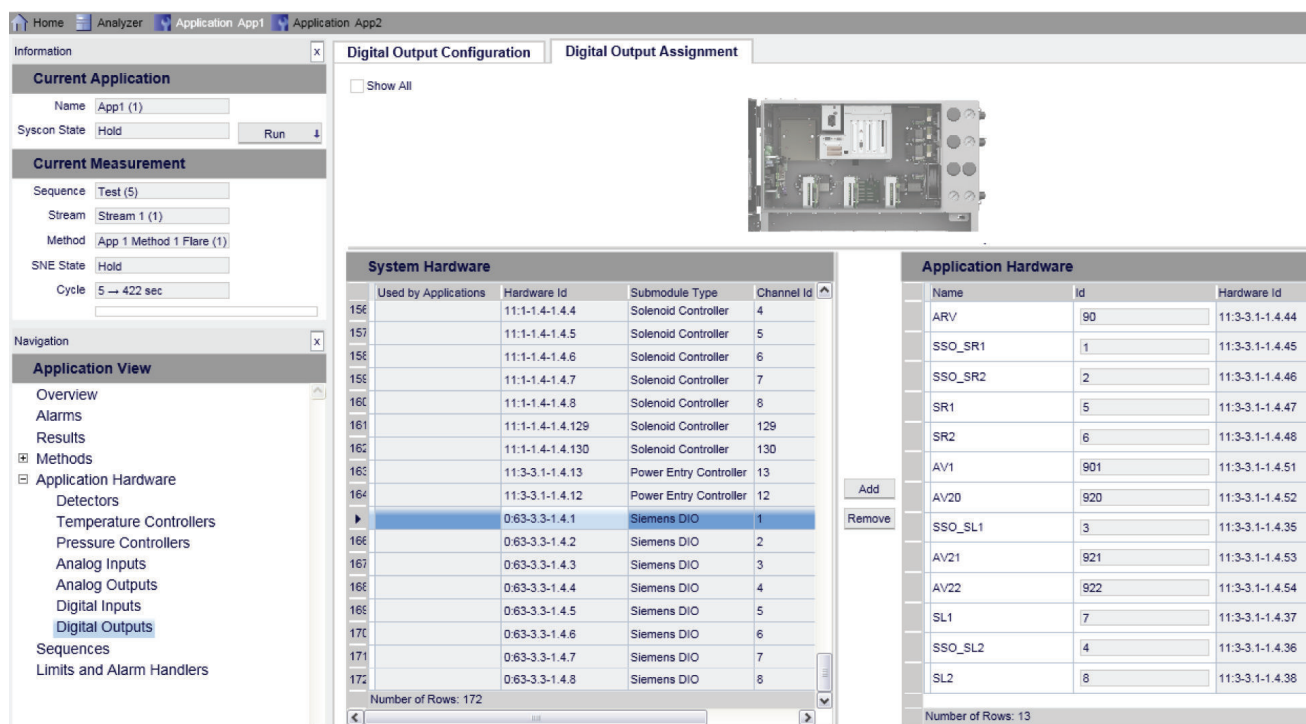 Home Analyzer Application App1 Application App2
Information x
Current Application
Name App1 (1)
Syscon State Hold Run
Current Measurement
Sequence Test (5)
Stream Stream 1 (1)
Method App 1 Method 1 Flare (1)
SNE State Hold
Cycle 5 → 422 sec
Navigation x
Application View
Overview
Alarms
Results
Methods
Application Hardware
Detectors
Temperature Controllers
Pressure Controllers
Analog Inputs
Analog Outputs
Digital Inputs
Digital Outputs
Sequences
Limits and Alarm Handlers
Digital Output Configuration Digital Output Assignment
Show All
System Hardware
Used by Applications Hardware Id Submodule Type Channel Id
156 11:1-1.4-1.4.4 Solenoid Controller 4
157 11:1-1.4-1.4.5 Solenoid Controller 5
158 11:1-1.4-1.4.6 Solenoid Controller 6
159 11:1-1.4-1.4.7 Solenoid Controller 7
160 11:1-1.4-1.4.8 Solenoid Controller 8
161 11:1-1.4-1.4.129 Solenoid Controller 129
162 11:1-1.4-1.4.130 Solenoid Controller 130
163 11:3-3.1-1.4.13 Power Entry Controller 13
164 11:3-3.1-1.4.12 Power Entry Controller 12
0:63-3.3-1.4.1 Siemens DIO 1
166 0:63-3.3-1.4.2 Siemens DIO 2
167 0:63-3.3-1.4.3 Siemens DIO 3
168 0:63-3.3-1.4.4 Siemens DIO 4
169 0:63-3.3-1.4.5 Siemens DIO 5
170 0:63-3.3-1.4.6 Siemens DIO 6
171 0:63-3.3-1.4.7 Siemens DIO 7
172 0:63-3.3-1.4.8 Siemens DIO 8
Number of Rows: 172
Add
Remove
Application Hardware
Name Id Hardware Id
ARV 90 11:3-3.1-1.4.44
SSO_SR1 1 11:3-3.1-1.4.45
SSO_SR2 2 11:3-3.1-1.4.46
SR1 5 11:3-3.1-1.4.47
SR2 6 11:3-3.1-1.4.48
AV1 901 11:3-3.1-1.4.51
AV20 920 11:3-3.1-1.4.52
SSO_SL1 3 11:3-3.1-1.4.35
AV21 921 11:3-3.1-1.4.53
AV22 922 11:3-3.1-1.4.54
SL1 7 11:3-3.1-1.4.37
SSO_SL2 4 11:3-3.1-1.4.36
SL2 8 11:3-3.1-1.4.38
Number of Rows: 13